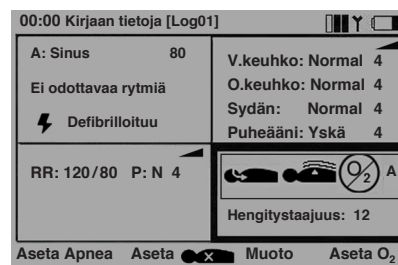 00:00 Kirjaan tietoja [Log01]
A: Sinus 80
Ei odottavaa rytmiä
Defibrilloituu
V.keuhko: Normal 4
O.keuhko: Normal 4
Sydän: Normal 4
Puheääni: Yskä 4
RR: 120/80 P: N 4
O2 A
Hengitystaajuus: 12
Aseta Apnea Aseta Muoto Aseta O2